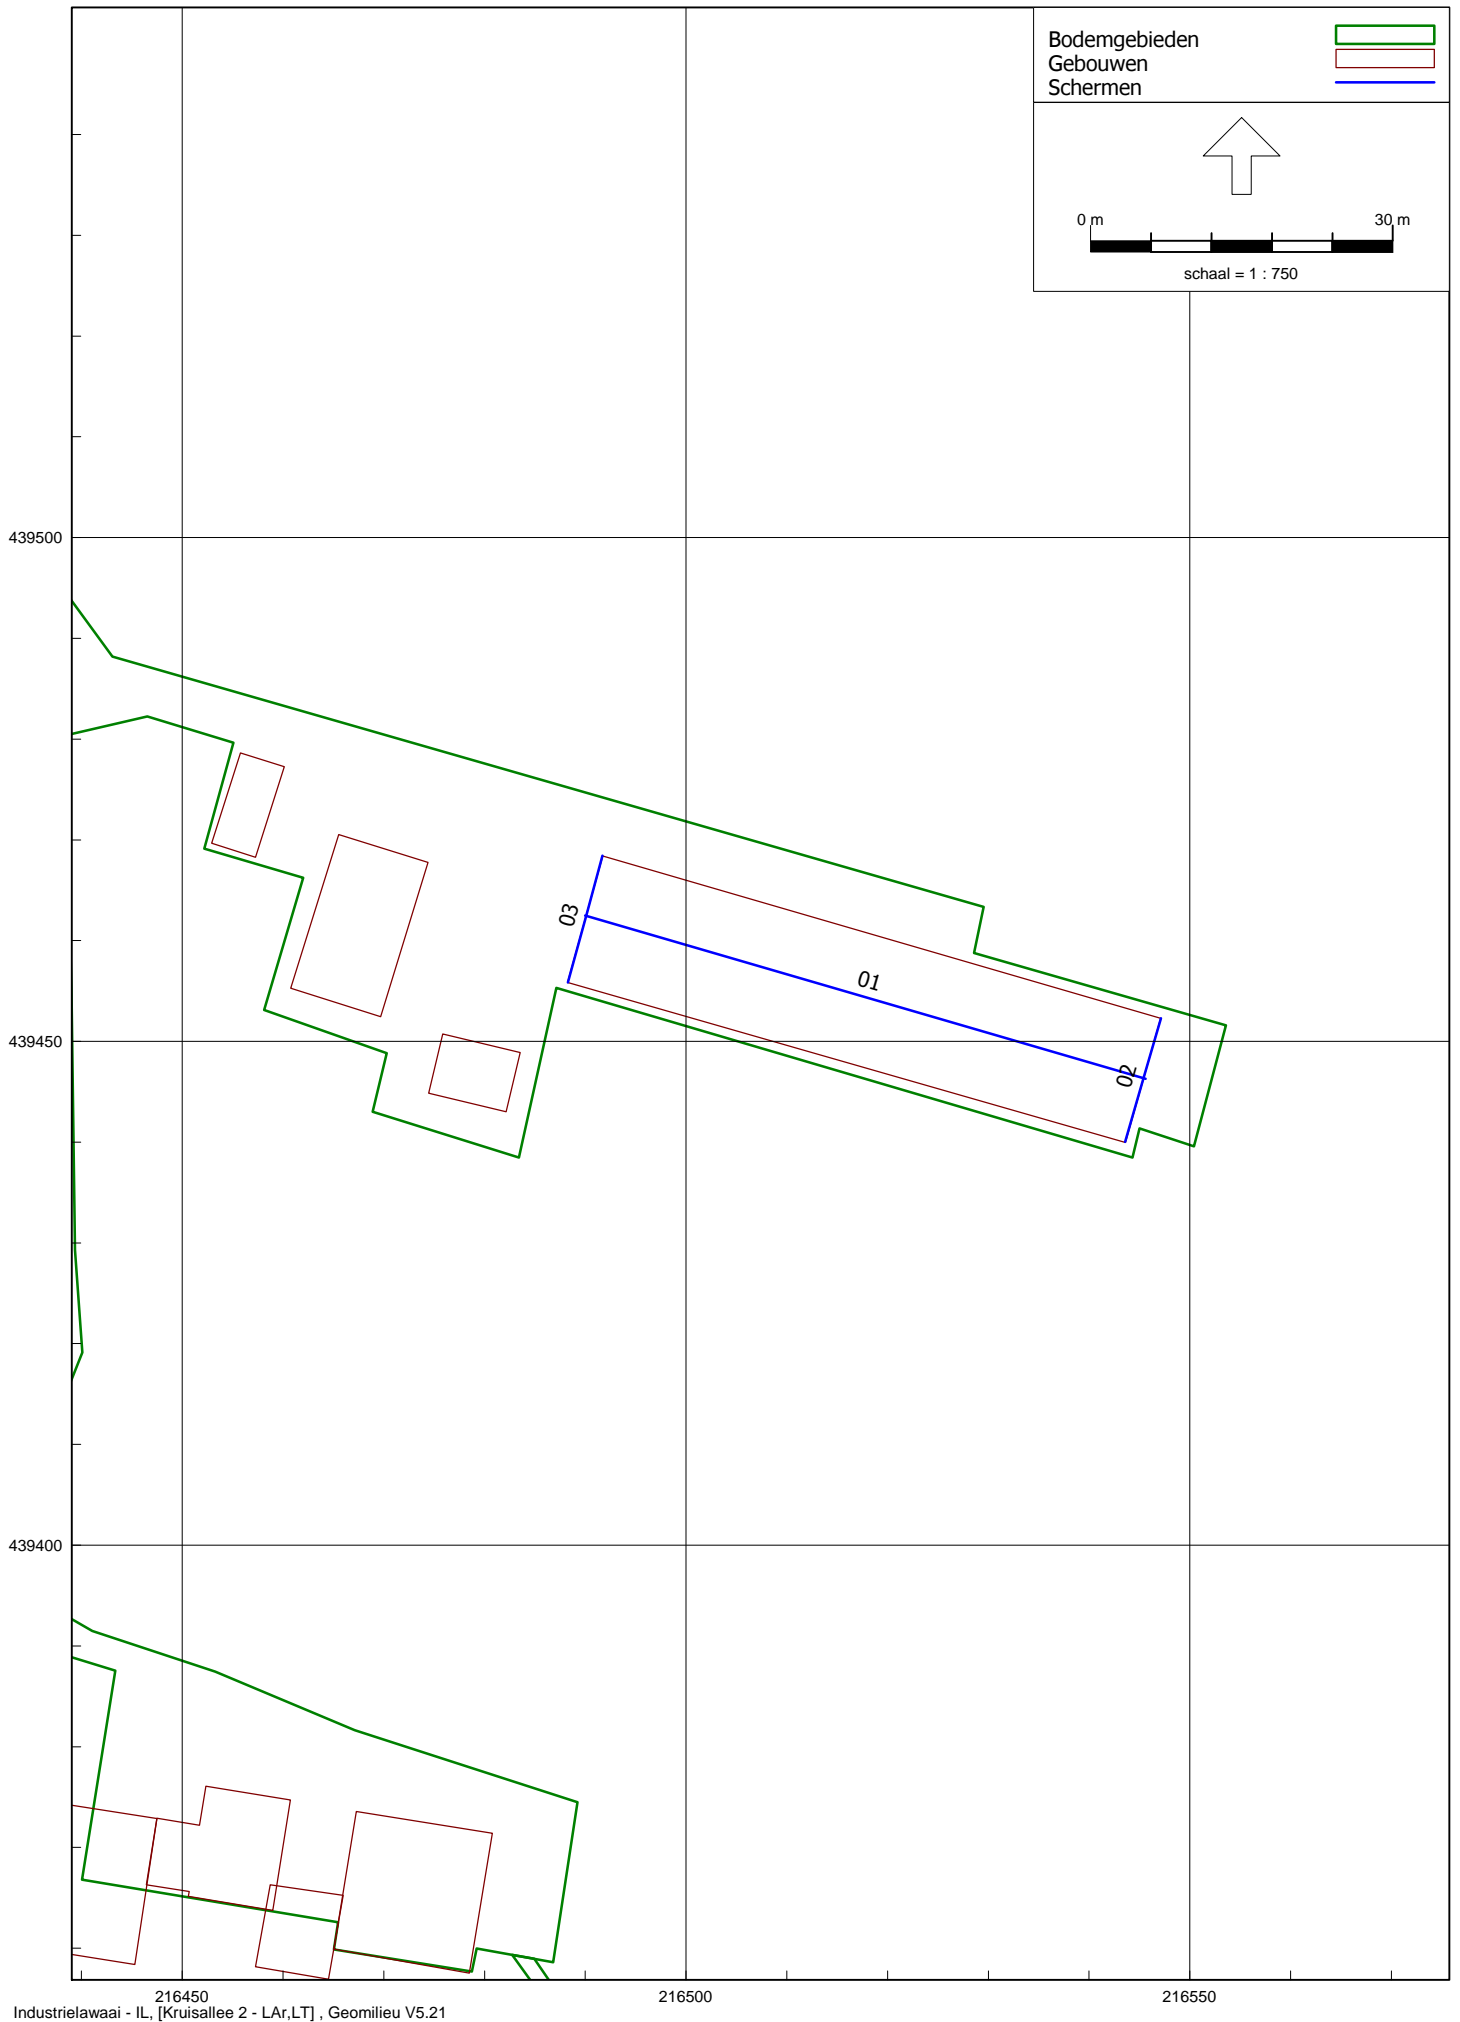 Bodemgebieden
Gebouwen
Schermen
0 m 30 m
schaal = 1 : 750
439500
03
01
439450
02
439400
216450 216500 216550
Industrielawaai - IL, [Kruisallee 2 - LAr,LT] , Geomilieu V5.21